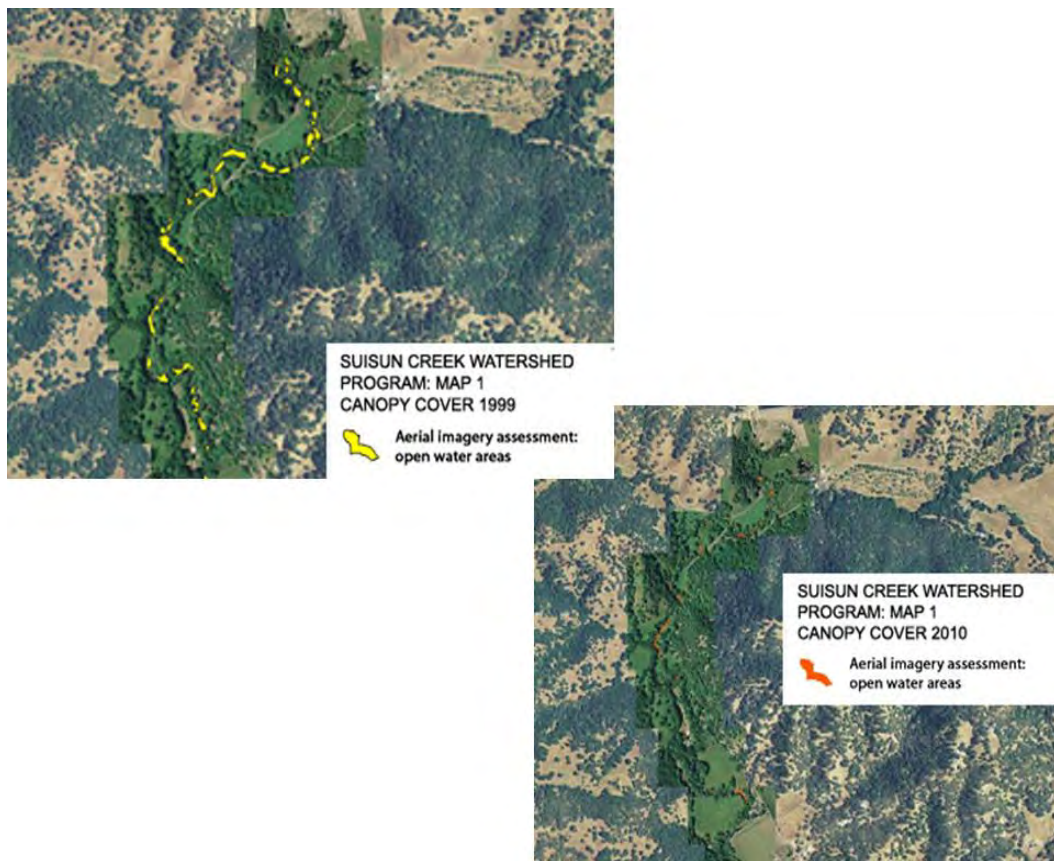 SUISUN CREEK WATERSHED
PROGRAM: MAP 1
CANOPY COVER 1999
Aerial imagery assessment:
open water areas
SUISUN CREEK WATERSHED
PROGRAM: MAP 1
CANOPY COVER 2010
Aerial imagery assessment:
open water areas